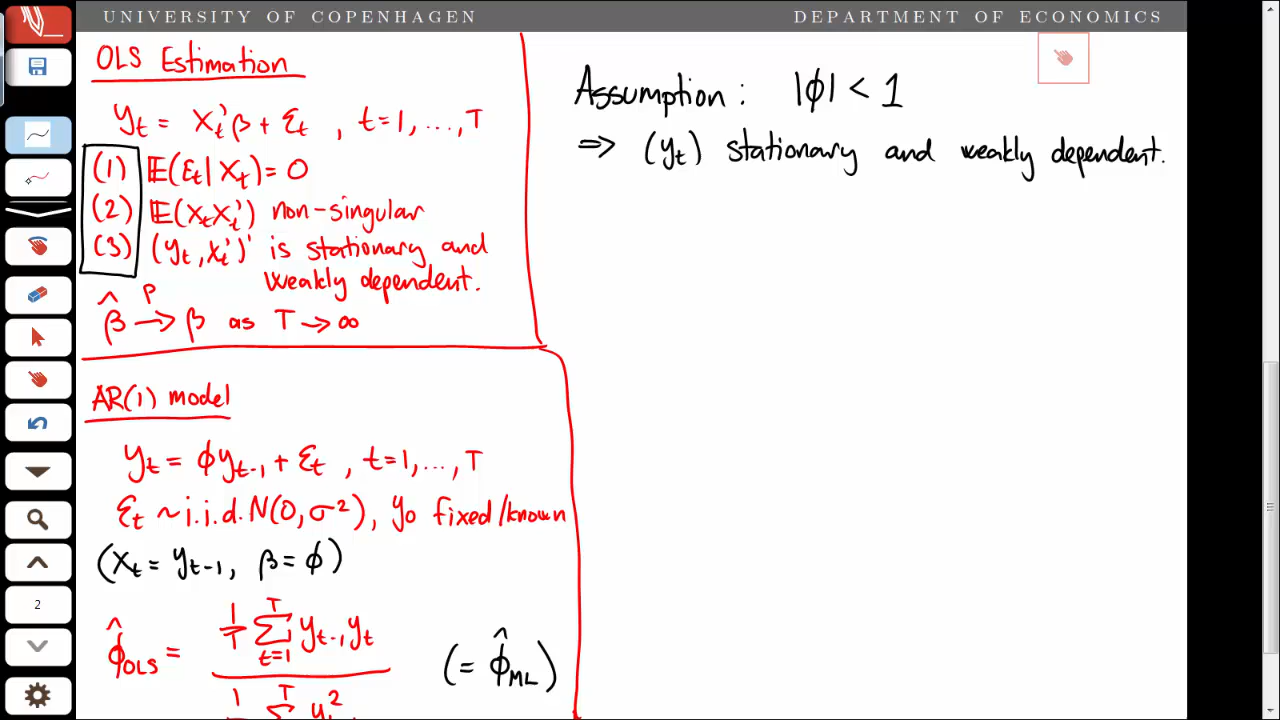 UNIVERSITY OF COPENHAGEN
DEPARTMENT OF ECONOMICS
OLS Estimation
y_t = x_t'β + ε_t , t=1,...,T
(1) 𝔼(ε_t | x_t) = 0
(2) 𝔼(x_t x_t') non-singular
(3) (y_t, x_t')' is stationary and
weakly dependent.
β̂ →^p β as T → ∞
AR(1) model
y_t = ϕy_{t-1} + ε_t , t=1,...,T
ε_t ~ i.i.d. N(0,σ²), y_0 fixed/known
(x_t = y_{t-1}, β = ϕ)
ϕ̂_OLS = 1/T ∑_{t=1}^T y_{t-1} y_t (= ϕ̂_ML)
1 T ∑ y²
Assumption : |ϕ| < 1
⇒ (y_t) stationary and weakly dependent.
2